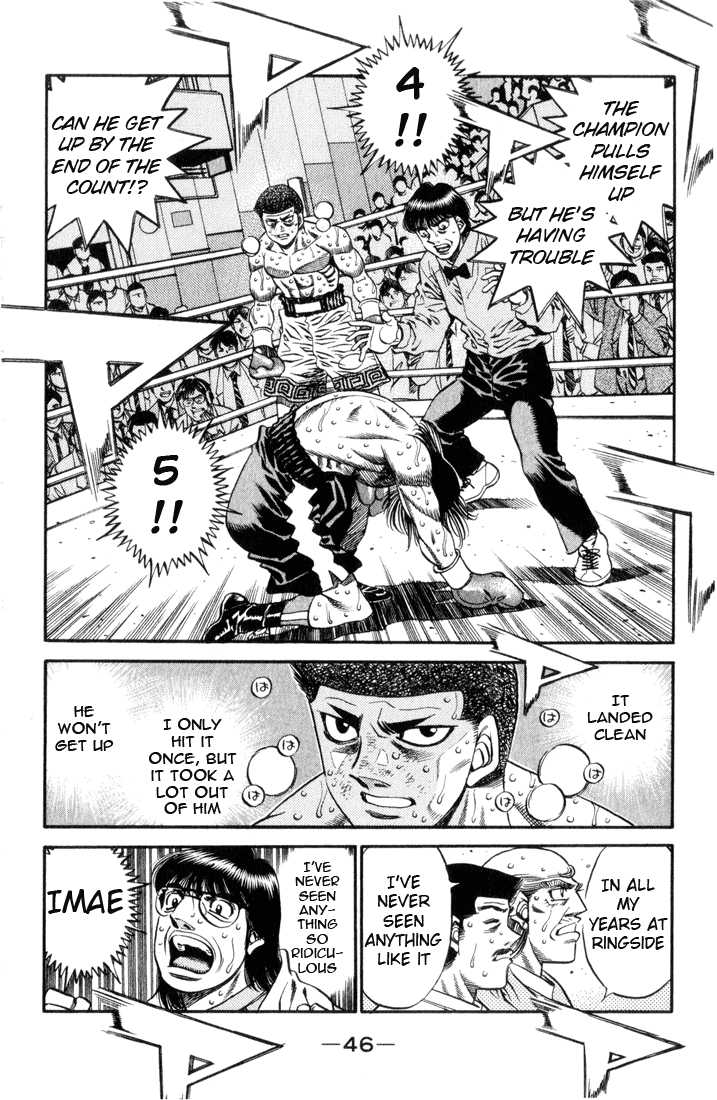 THE
CHAMPION
PULLS
HIMSELF
UP
BUT HE'S
HAVING
TROUBLE
4
!!
CAN HE GET
UP BY THE
END OF THE
COUNT!?
5
!!
IT
LANDED
CLEAN
は
は
は
は
は
I ONLY
HIT IT
ONCE, BUT
IT TOOK A
LOT OUT
OF HIM
HE
WON'T
GET UP
IN ALL
MY
YEARS AT
RINGSIDE
I'VE
NEVER
SEEN
ANYTHING
LIKE IT
I'VE
NEVER
SEEN
ANY-
THING
SO
RIDICU-
LOUS
IMAE
—46—